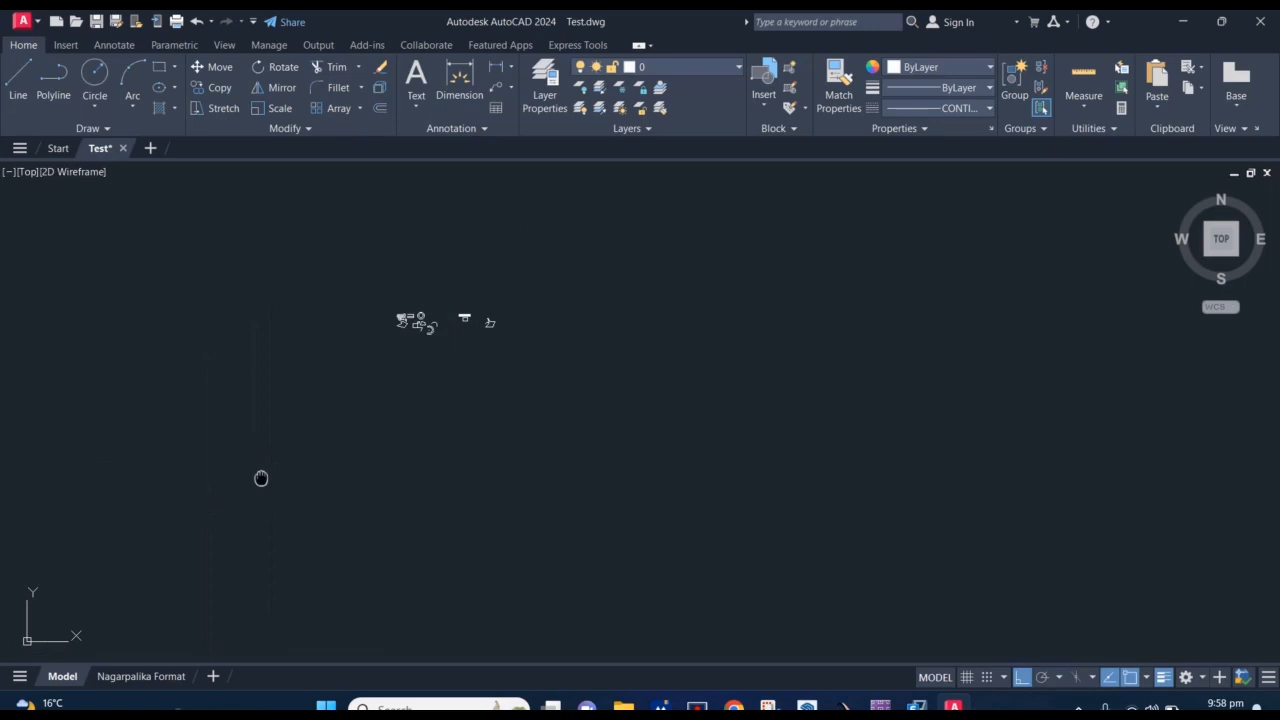 A Share Autodesk AutoCAD 2024 Test.dwg Type a keyword or phrase Sign In
Home Insert Annotate Parametric View Manage Output Add-ins Collaborate Featured Apps Express Tools
Move Rotate Trim 0 ByLayer
Line Polyline Circle Arc Copy Mirror Fillet Text Dimension Layer Properties Insert Match Properties ByLayer Group Measure Paste Base
Stretch Scale Array CONTI...
Draw Modify Annotation Layers Block Properties Groups Utilities Clipboard View
Start Test* +
[−][Top][2D Wireframe]
N
W TOP E
S
WCS
Y
X
Model Nagarpalika Format + MODEL
16°C Search 9:58 pm